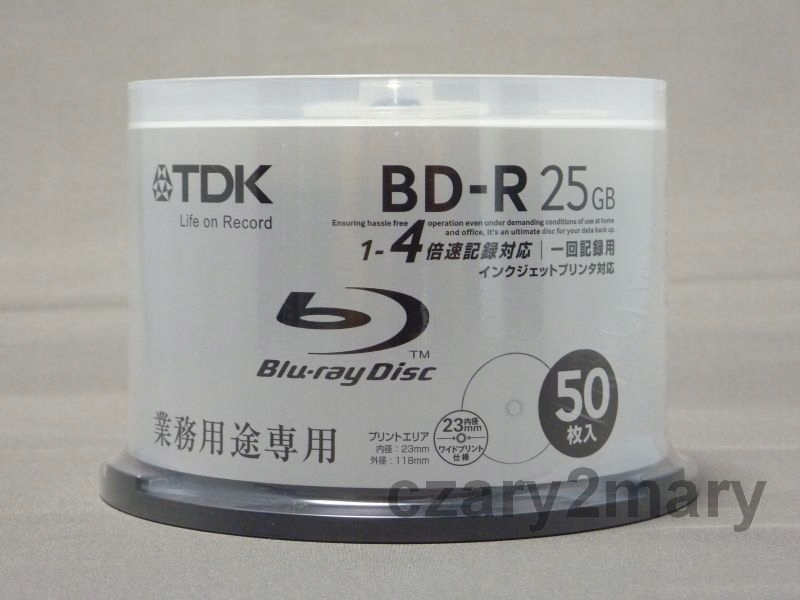 TDK
Life on Record
BD-R 25GB
Ensuring hassle free operation even under demanding conditions of use at home
and office, it's an ultimate disc for your data back up.
1-4倍速記録対応|一回記録用
インクジェットプリンタ対応
Blu-ray Disc TM
業務用途専用
プリントエリア
内径:23mm
外径:118mm
23内径mm
ワイドプリント
仕様
50
枚入
czary2mary